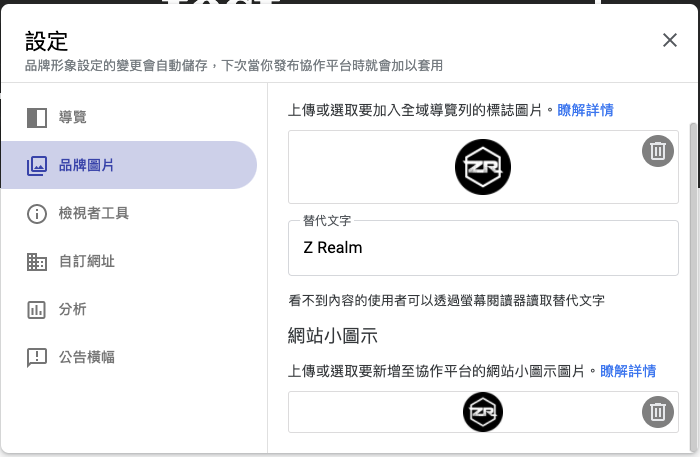 設定
品牌形象設定的變更會自動儲存，下次當你發布協作平台時就會加以套用
導覽
品牌圖片
檢視者工具
自訂網址
分析
公告橫幅
上傳或選取要加入全域導覽列的標誌圖片。瞭解詳情
ZR
替代文字
Z Realm
看不到內容的使用者可以透過螢幕閱讀器讀取替代文字
網站小圖示
上傳或選取要新增至協作平台的網站小圖示圖片。瞭解詳情
ZR